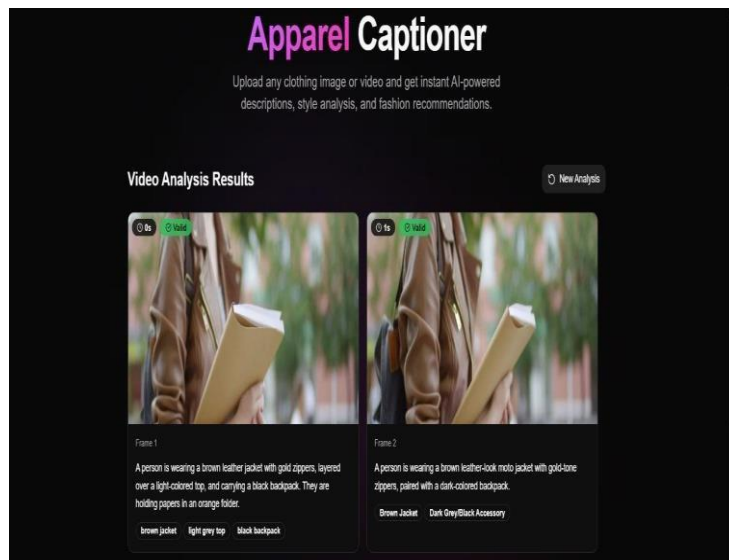 Apparel Captioner
Upload any clothing image or video and get instant AI-powered
descriptions, style analysis, and fashion recommendations.
Video Analysis Results
New Analysis
0s Valid
Frame 1
A person is wearing a brown leather jacket with gold zippers, layered
over a light-colored top, and carrying a black backpack. They are
holding papers in an orange folder.
brown jacket light grey top black backpack
1s Valid
Frame 2
A person is wearing a brown leather-look moto jacket with gold-tone
zippers, paired with a dark-colored backpack.
Brown Jacket Dark Grey/Black Accessory